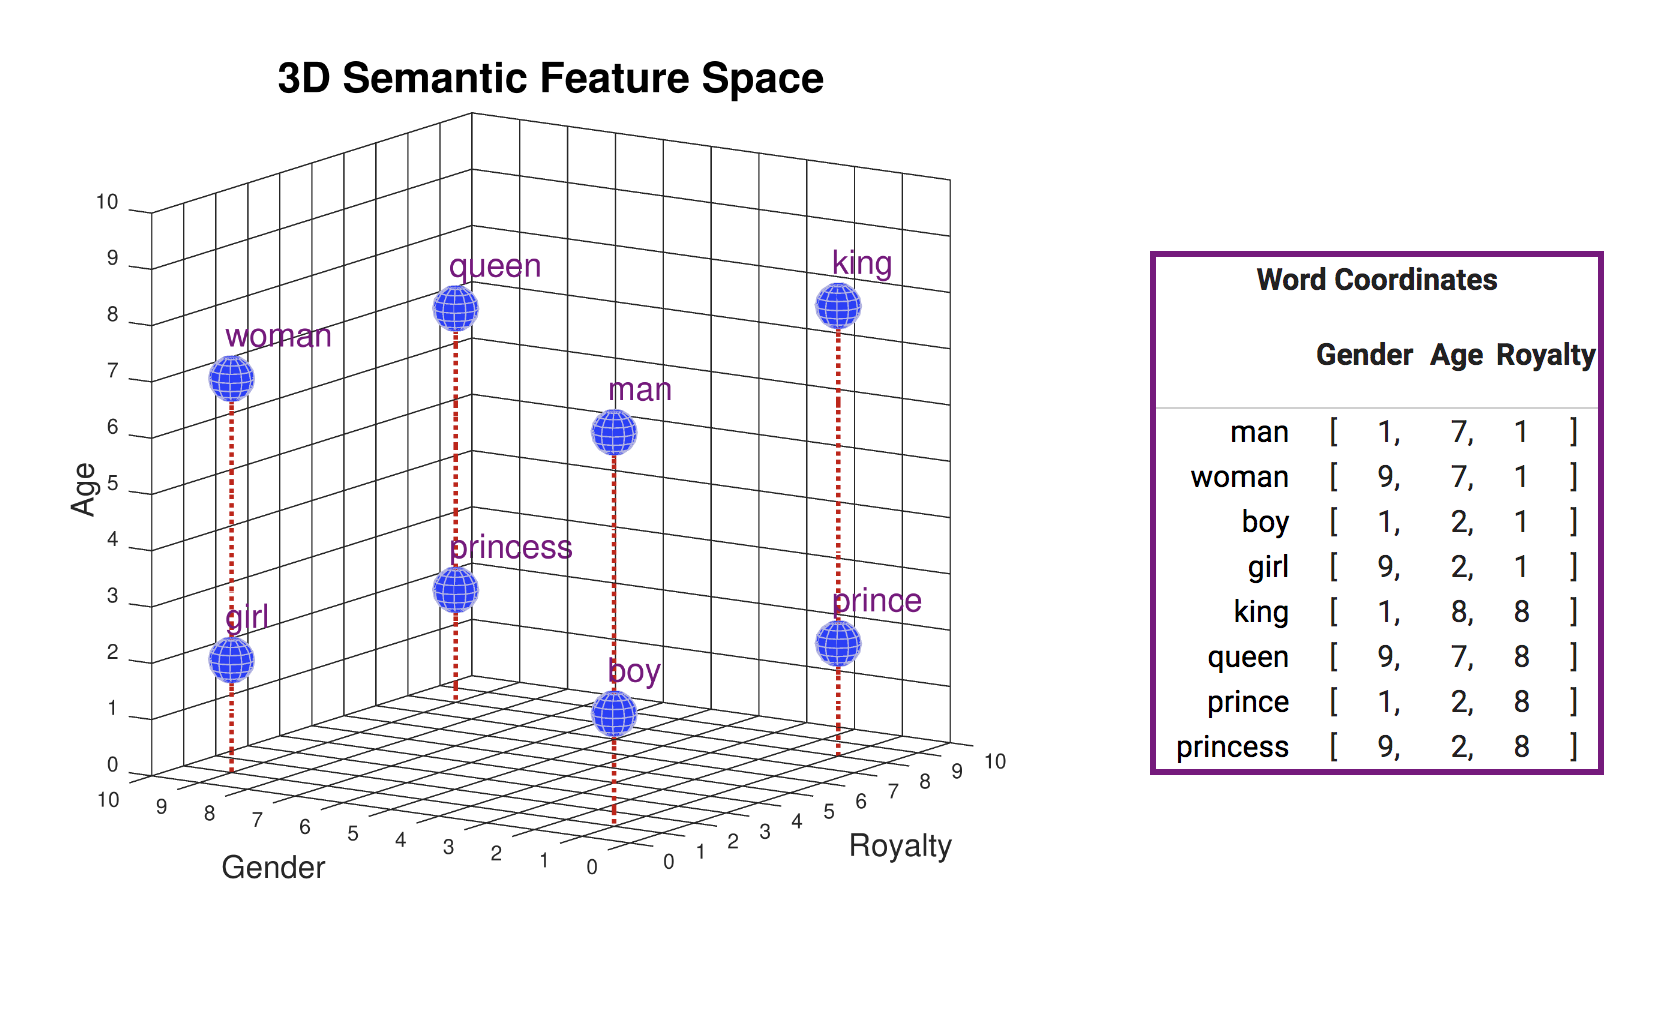 3D Semantic Feature Space
10
9
8
7
6
5
4
3
2
1
0
Age
queen
king
woman
man
princess
prince
girl
boy
10
9
8
7
6
5
4
3
2
1
0
Gender
0
1
2
3
4
5
6
7
8
9
10
Royalty
Word Coordinates
Gender Age Royalty
man [ 1, 7, 1 ]
woman [ 9, 7, 1 ]
boy [ 1, 2, 1 ]
girl [ 9, 2, 1 ]
king [ 1, 8, 8 ]
queen [ 9, 7, 8 ]
prince [ 1, 2, 8 ]
princess [ 9, 2, 8 ]